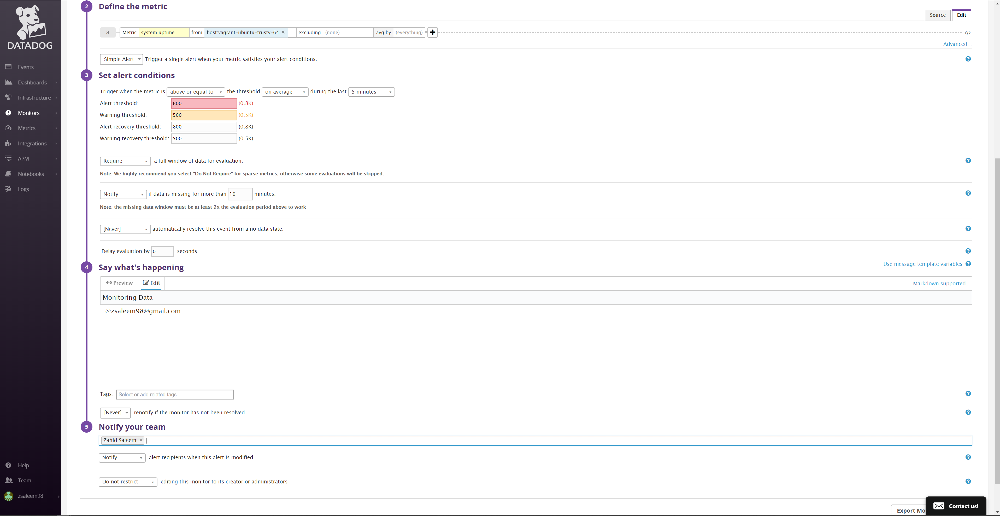 DATADOG
Events
Dashboards
Infrastructure
Monitors
Metrics
Integrations
APM
Notebooks
Logs
Help
Team
zsaleem98
2 Define the metric
Source Edit
a Metric system.uptime from host:vagrant-ubuntu-trusty-64 × excluding (none) avg by (everything) + </>
Advanced...
Simple Alert Trigger a single alert when your metric satisfies your alert conditions. ?
3 Set alert conditions
Trigger when the metric is above or equal to the threshold on average during the last 5 minutes
Alert threshold: 800 (0.8K)
Warning threshold: 500 (0.5K)
Alert recovery threshold: 800 (0.8K)
Warning recovery threshold: 500 (0.5K)
Require a full window of data for evaluation. ?
Note: We highly recommend you select "Do Not Require" for sparse metrics, otherwise some evaluations will be skipped.
Notify if data is missing for more than 10 minutes. ?
Note: the missing data window must be at least 2x the evaluation period above to work
[Never] automatically resolve this event from a no data state. ?
Delay evaluation by 0 seconds ?
4 Say what's happening
Use message template variables ?
Preview Edit Markdown supported
Monitoring Data
@zsaleem98@gmail.com
Tags: Select or add related tags ?
[Never] renotify if the monitor has not been resolved. ?
5 Notify your team
Zahid Saleem ×
Notify alert recipients when this alert is modified ?
Do not restrict editing this monitor to its creator or administrators ?
Export Mo
Contact us!